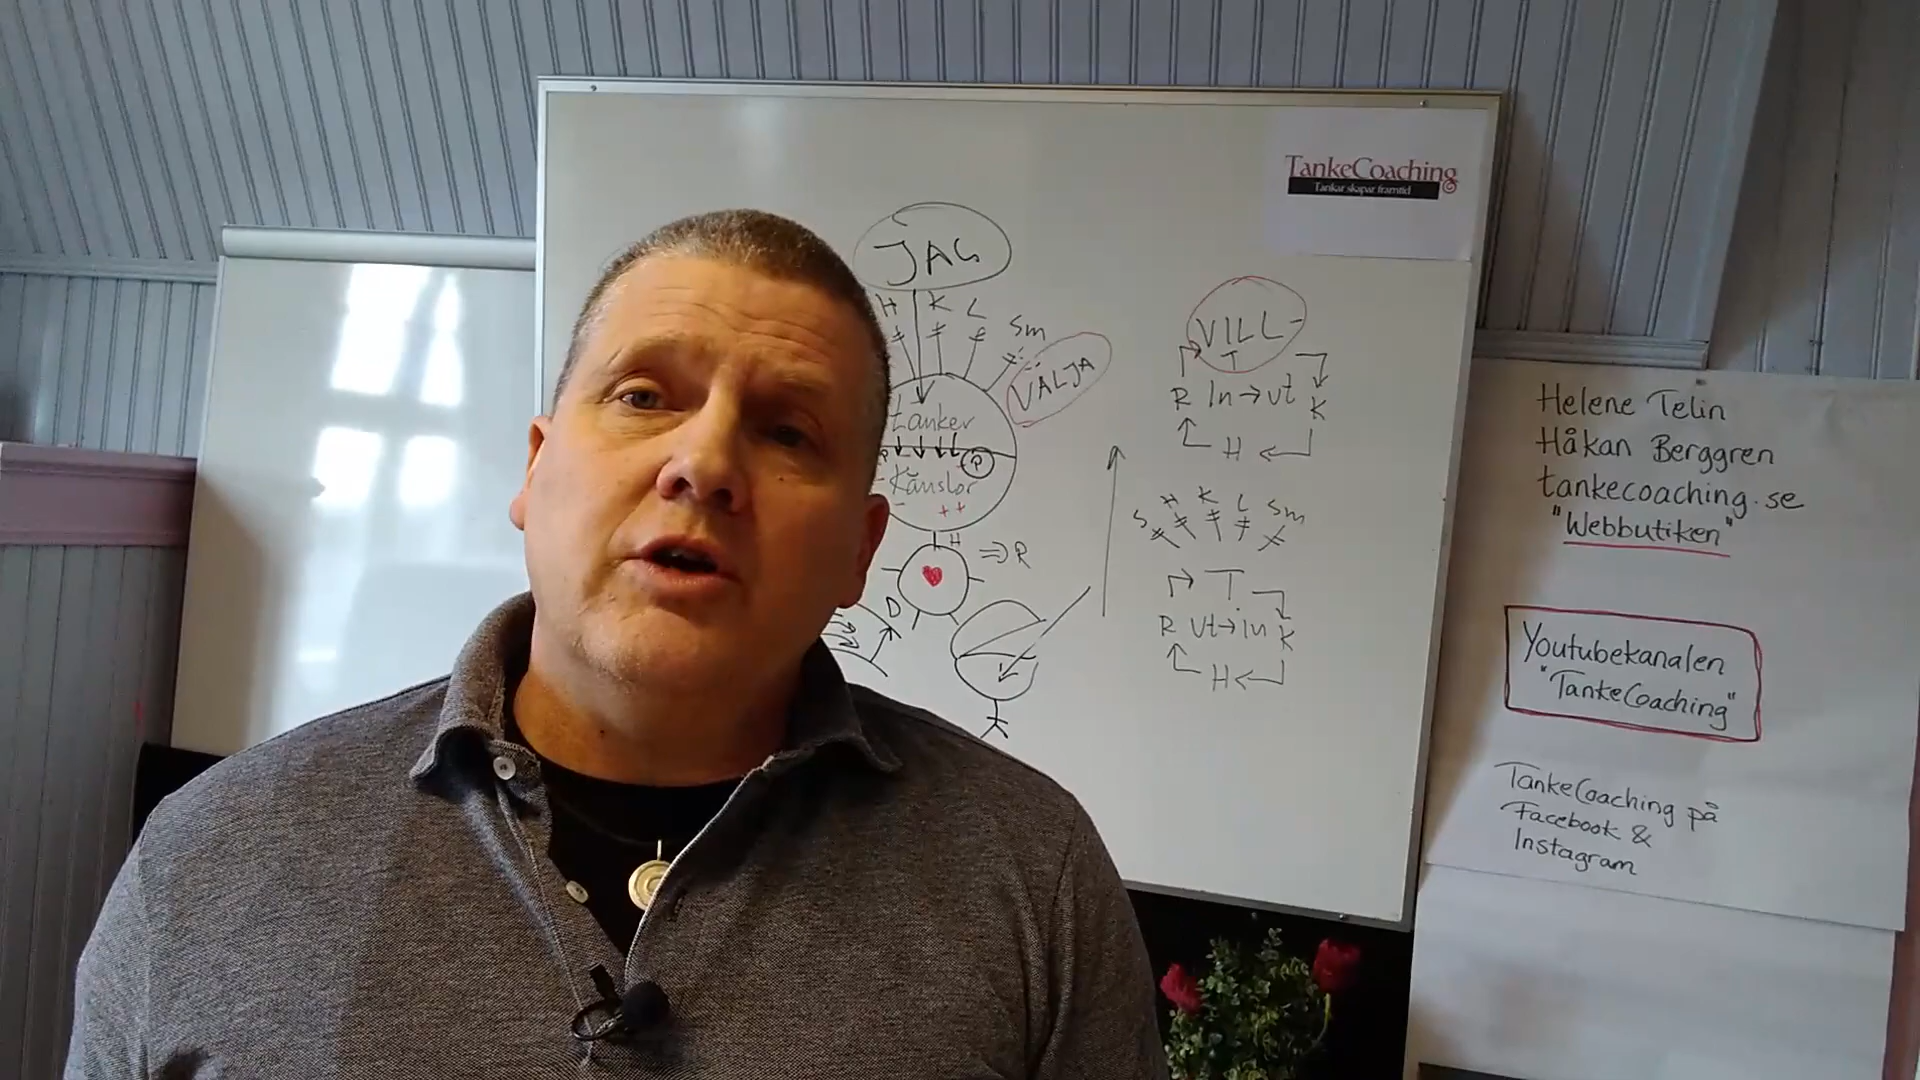 TankeCoaching
Tankar skapar framtid
JAG
H K L Sm
VÄLJA
tankar
P
Känslor
- ++
H
⇒R
D
VILL-
T
R In→ut K
H
S H K L Sm
T
R ut→in K
H
Helene Telin
Håkan Berggren
tankecoaching.se
"Webbutiken"
Youtubekanalen
"TankeCoaching"
TankeCoaching på
Facebook &
Instagram